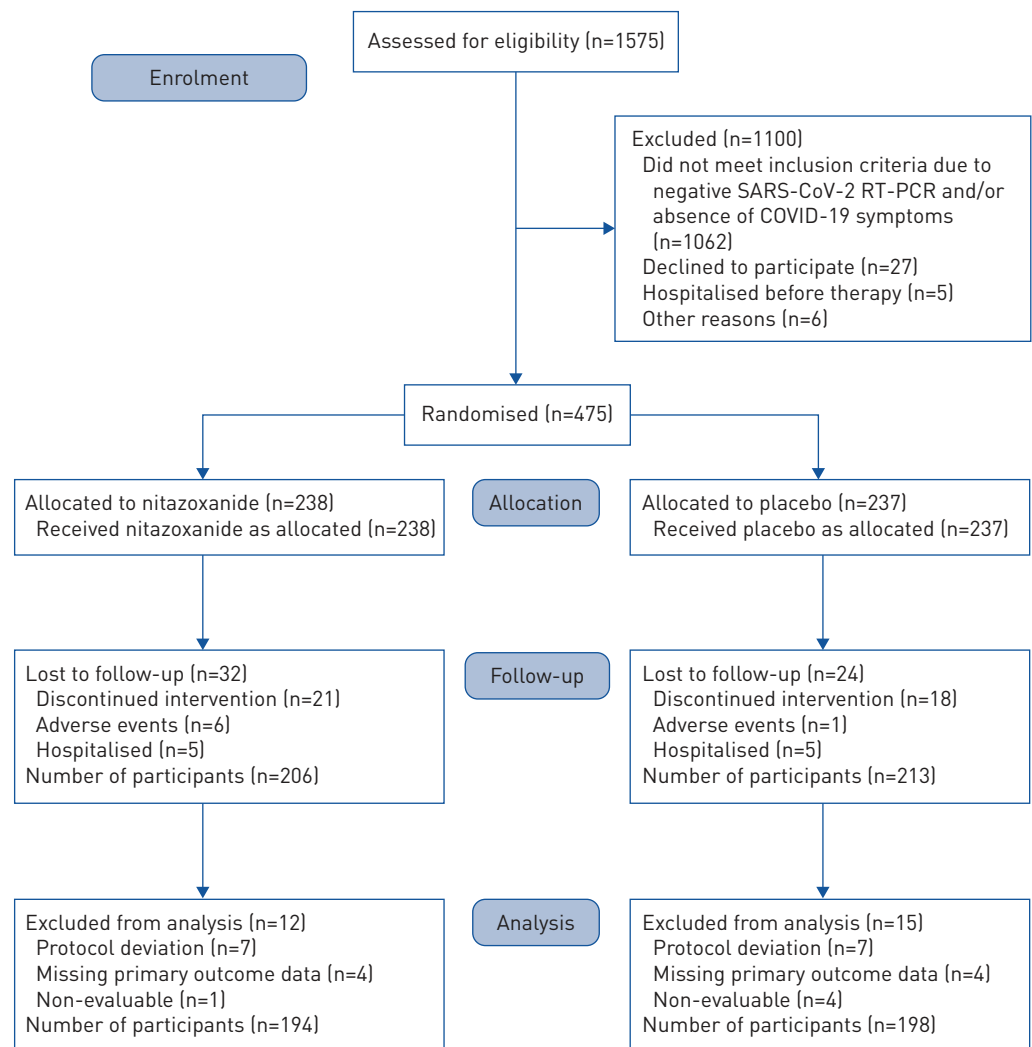 Assessed for eligibility (n=1575)
Enrolment
Excluded (n=1100)
Did not meet inclusion criteria due to
negative SARS-CoV-2 RT-PCR and/or
absence of COVID-19 symptoms
(n=1062)
Declined to participate (n=27)
Hospitalised before therapy (n=5)
Other reasons (n=6)
Randomised (n=475)
Allocated to nitazoxanide (n=238)
Received nitazoxanide as allocated (n=238)
Allocation
Allocated to placebo (n=237)
Received placebo as allocated (n=237)
Lost to follow-up (n=32)
Discontinued intervention (n=21)
Adverse events (n=6)
Hospitalised (n=5)
Number of participants (n=206)
Follow-up
Lost to follow-up (n=24)
Discontinued intervention (n=18)
Adverse events (n=1)
Hospitalised (n=5)
Number of participants (n=213)
Excluded from analysis (n=12)
Protocol deviation (n=7)
Missing primary outcome data (n=4)
Non-evaluable (n=1)
Number of participants (n=194)
Analysis
Excluded from analysis (n=15)
Protocol deviation (n=7)
Missing primary outcome data (n=4)
Non-evaluable (n=4)
Number of participants (n=198)